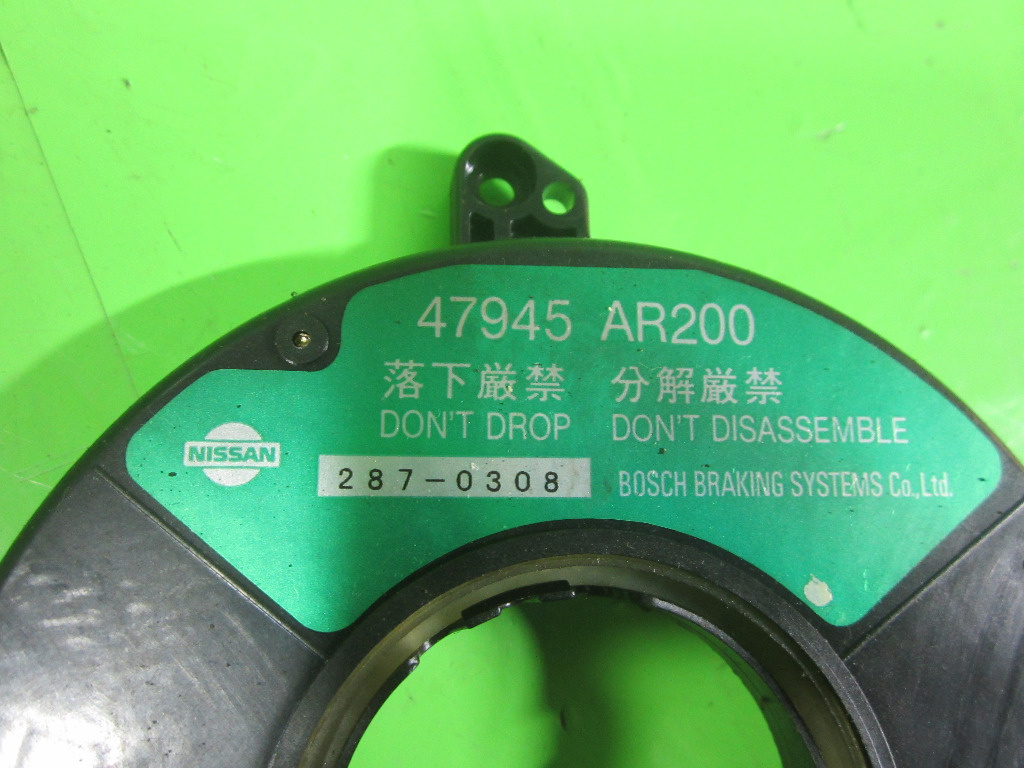 47945 AR200
落下厳禁 分解厳禁
DON'T DROP DON'T DISASSEMBLE
NISSAN
287-0308 BOSCH BRAKING SYSTEMS Co.,Ltd.